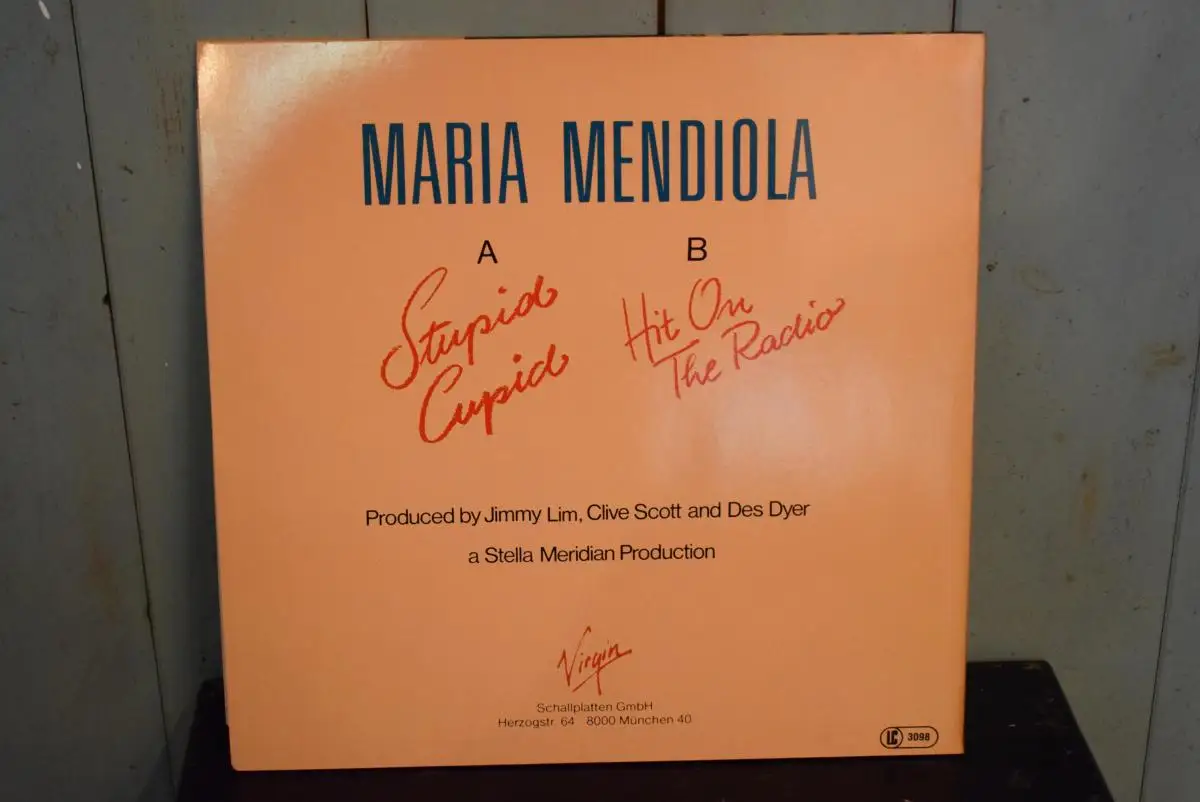 MARIA MENDIOLA
A
B
Stupid
Cupid
Hit On
The Radio
Produced by Jimmy Lim, Clive Scott and Des Dyer
a Stella Meridian Production
Virgin
Schallplatten GmbH
Herzogstr. 64 8000 München 40
LC 3098